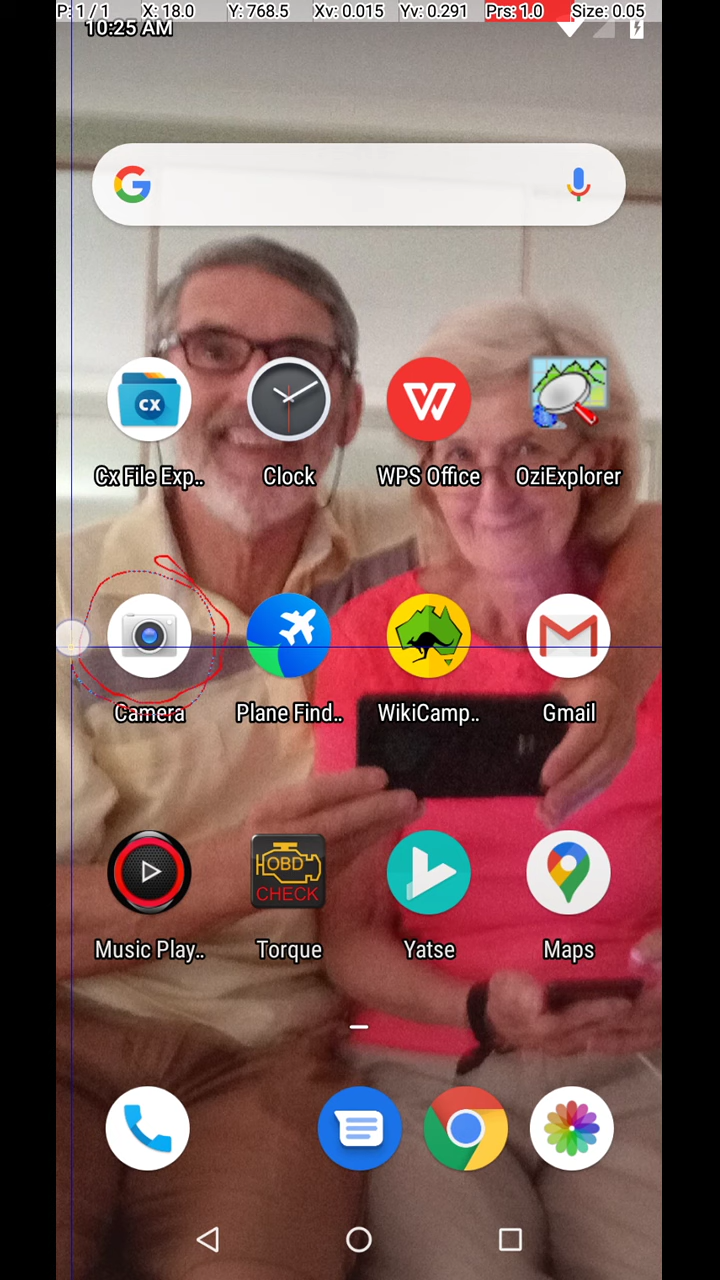 P: 1 / 1 X: 18.0 Y: 768.5 Xv: 0.015 Yv: 0.291 Prs: 1.0 Size: 0.05
10:25 AM
G
CX
W
Cx File Exp.. Clock WPS Office OziExplorer
Camera Plane Find.. WikiCamp.. Gmail
OBD
CHECK
Music Play.. Torque Yatse Maps